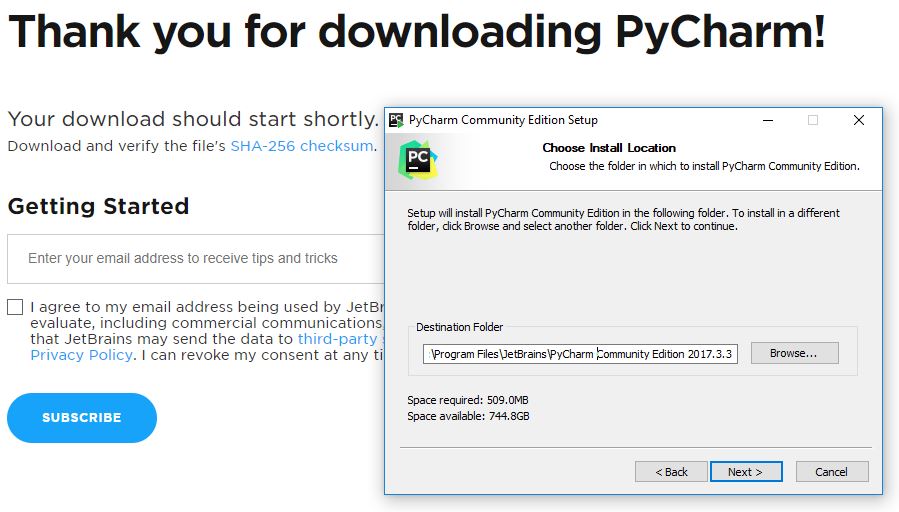 Thank you for downloading PyCharm!
Your download should start shortly.
Download and verify the file's SHA-256 checksum.
Getting Started
Enter your email address to receive tips and tricks
I agree to my email address being used by JetBr
evaluate, including commercial communications,
that JetBrains may send the data to third-party
Privacy Policy. I can revoke my consent at any ti
SUBSCRIBE
PC
PyCharm Community Edition Setup
PC
Choose Install Location
Choose the folder in which to install PyCharm Community Edition.
Setup will install PyCharm Community Edition in the following folder. To install in a different
folder, click Browse and select another folder. Click Next to continue.
Destination Folder
:\Program Files\JetBrains\PyCharm Community Edition 2017.3.3
Browse...
Space required: 509.0MB
Space available: 744.8GB
< Back
Next >
Cancel